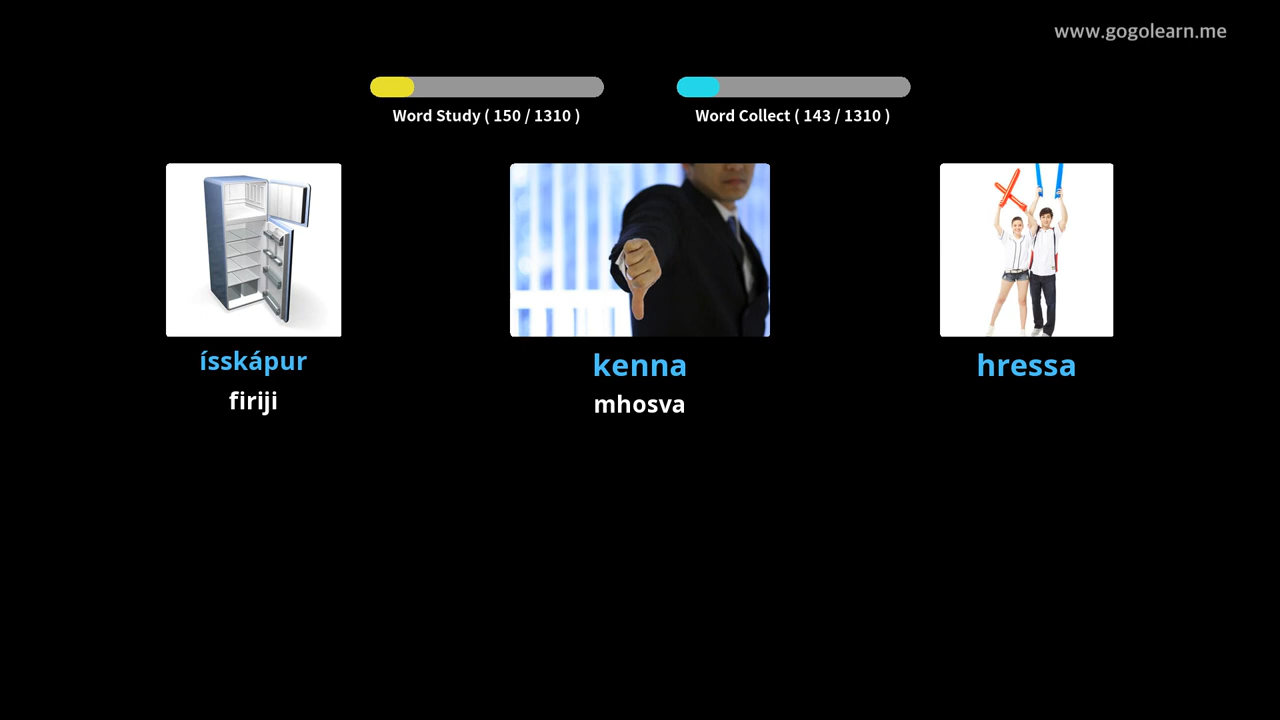 www.gogolearn.me
Word Study ( 150 / 1310 )
Word Collect ( 143 / 1310 )
ísskápur
firiji
kenna
mhosva
hressa